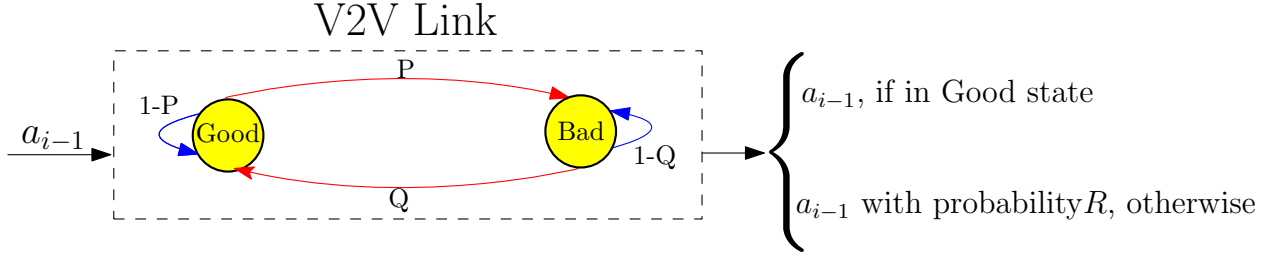 V2V Link
P
1-P
a_{i-1}, if in Good state
Good
Bad
a_{i-1}
1-Q
Q
a_{i-1} with probabilityR, otherwise